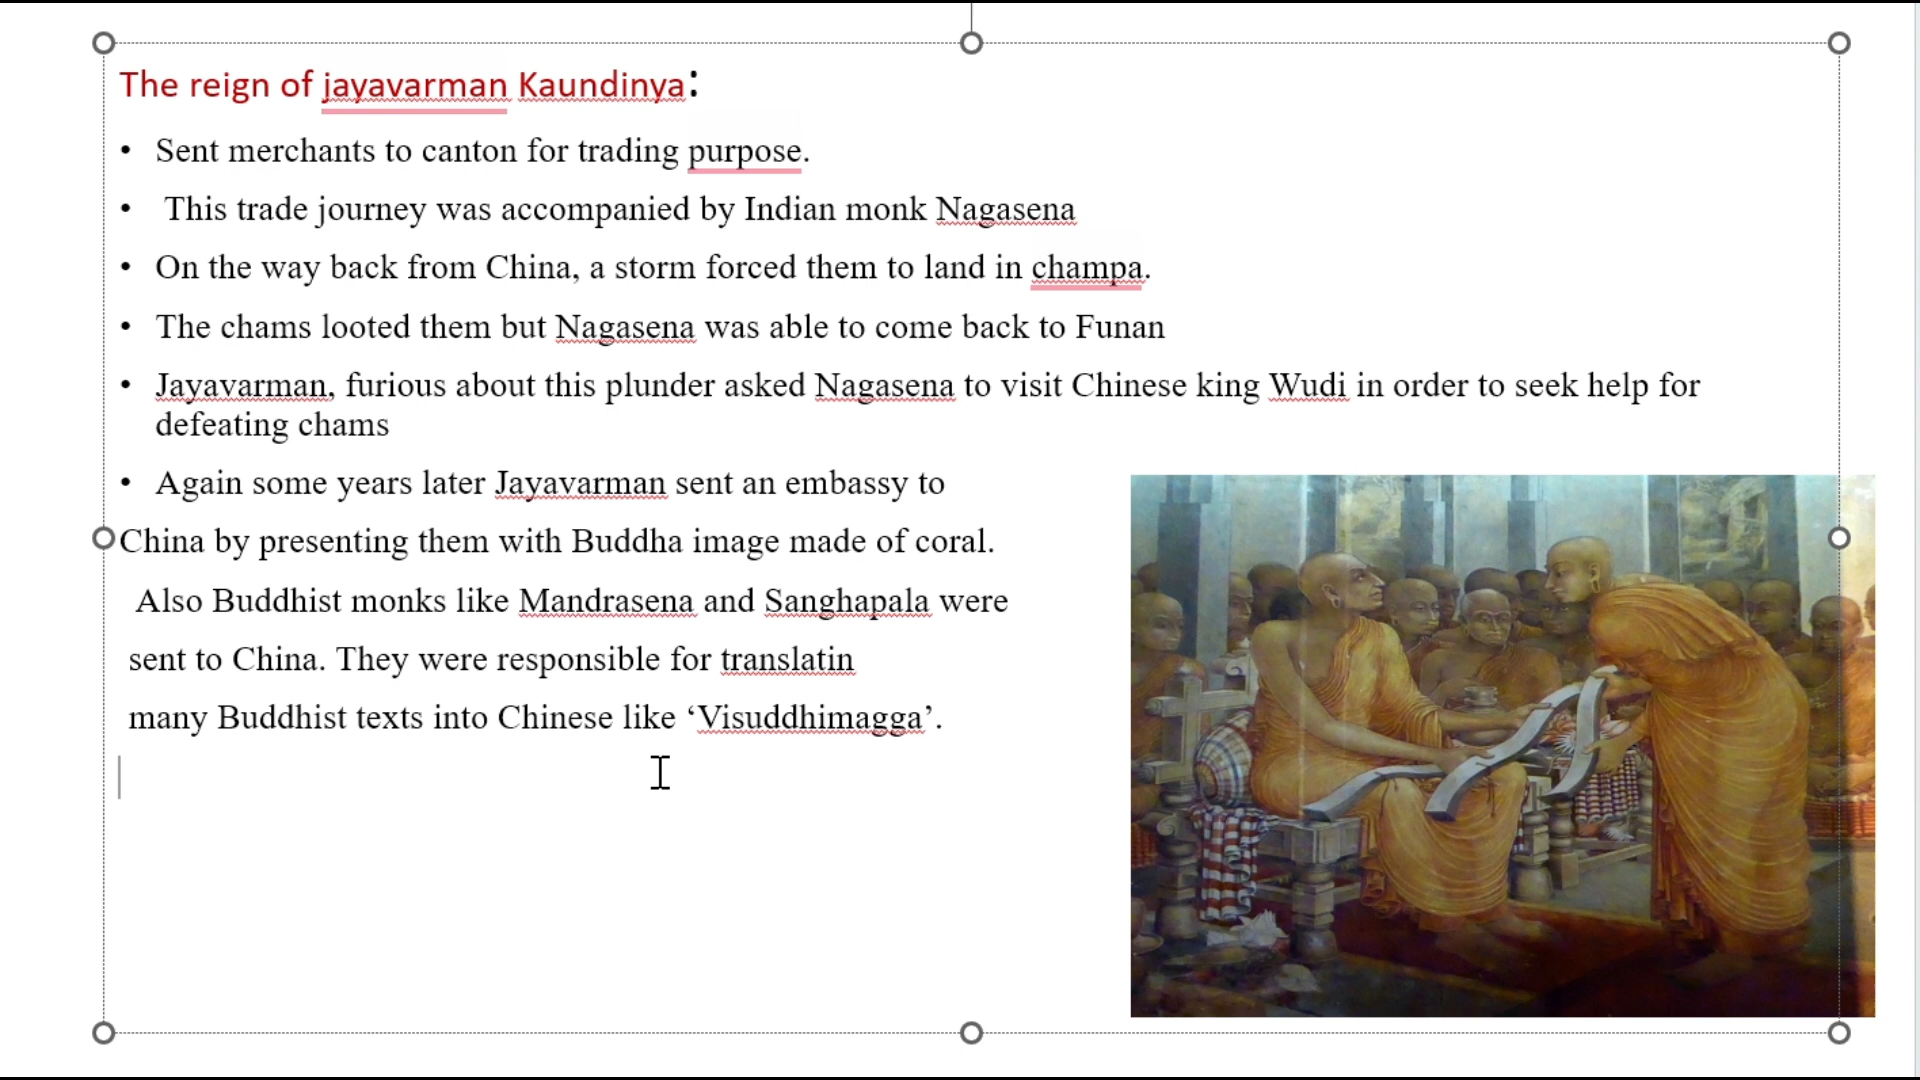 The reign of jayavarman Kaundinya:
• Sent merchants to canton for trading purpose.
• This trade journey was accompanied by Indian monk Nagasena
• On the way back from China, a storm forced them to land in champa.
• The chams looted them but Nagasena was able to come back to Funan
• Jayavarman, furious about this plunder asked Nagasena to visit Chinese king Wudi in order to seek help for
defeating chams
• Again some years later Jayavarman sent an embassy to
China by presenting them with Buddha image made of coral.
Also Buddhist monks like Mandrasena and Sanghapala were
sent to China. They were responsible for translatin
many Buddhist texts into Chinese like ‘Visuddhimagga’.